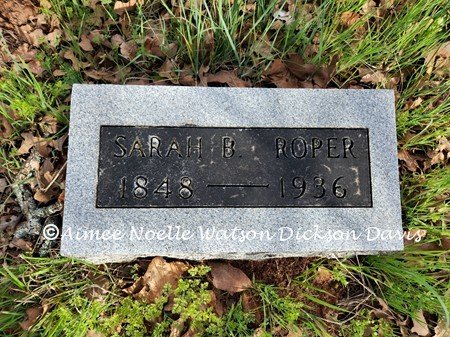 SARAH B. ROPER
1848 — 1936
©Aimee Noelle Watson Dickson Davis